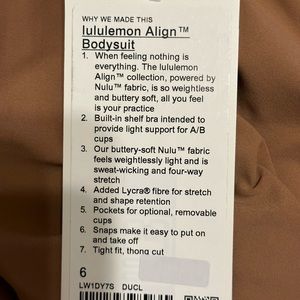 WHY WE MADE THIS
lululemon Align™
Bodysuit
1. When feeling nothing is
everything. The lululemon
Align™ collection, powered by
Nulu™ fabric, is so weightless
and buttery soft, all you feel
is your practice
2. Built-in shelf bra intended to
provide light support for A/B
cups
3. Our buttery-soft Nulu™ fabric
feels weightlessly light and is
sweat-wicking and four-way
stretch
4. Added Lycra® fibre for stretch
and shape retention
5. Pockets for optional, removable
cups
6. Snaps make it easy to put on
and take off
7. Tight fit, thong cut
6
LW1DY7S DUCL